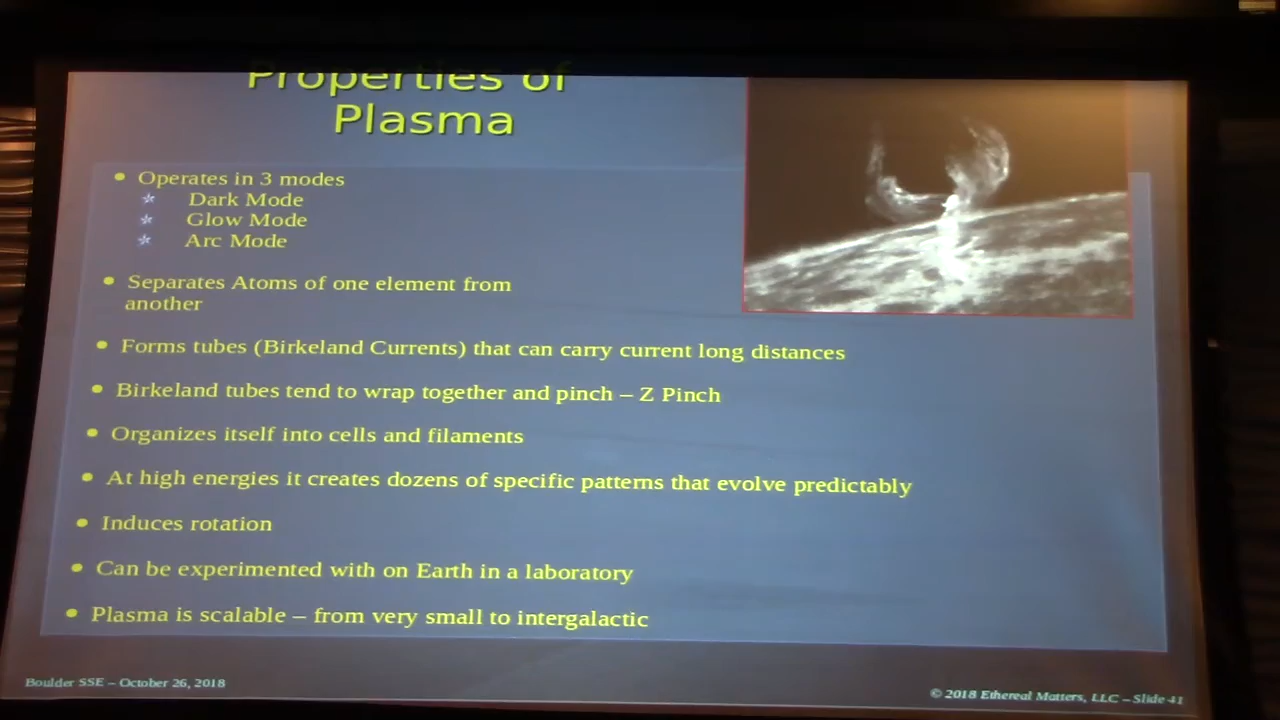 Properties of
Plasma
Operates in 3 modes
Dark Mode
Glow Mode
Arc Mode
Separates Atoms of one element from
another
Forms tubes (Birkeland Currents) that can carry current long distances
Birkeland tubes tend to wrap together and pinch – Z Pinch
Organizes itself into cells and filaments
At high energies it creates dozens of specific patterns that evolve predictably
Induces rotation
Can be experimented with on Earth in a laboratory
Plasma is scalable – from very small to intergalactic
Boulder SSE – October 26, 2018
© 2018 Ethereal Matters, LLC – Slide 41